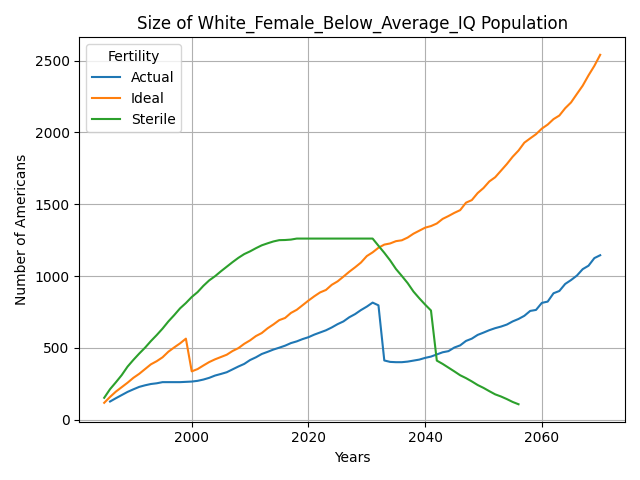 Size of White_Female_Below_Average_IQ Population
Fertility
Actual
Ideal
Sterile
Number of Americans
2500
2000
1500
1000
500
0
2000
2020
2040
2060
Years